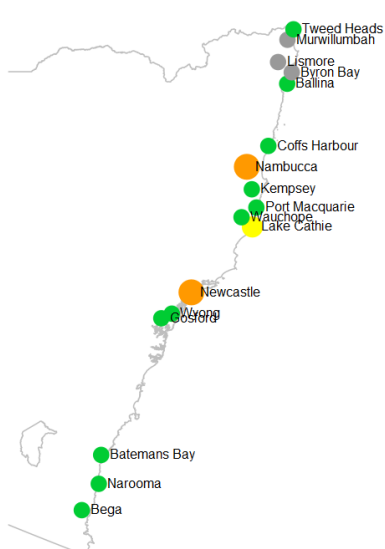 Tweed Heads
Murwillumbah
Lismore
Byron Bay
Ballina
Coffs Harbour
Nambucca
Kempsey
Port Macquarie
Wauchope
Lake Cathie
Newcastle
Wyong
Gosford
Batemans Bay
Narooma
Bega